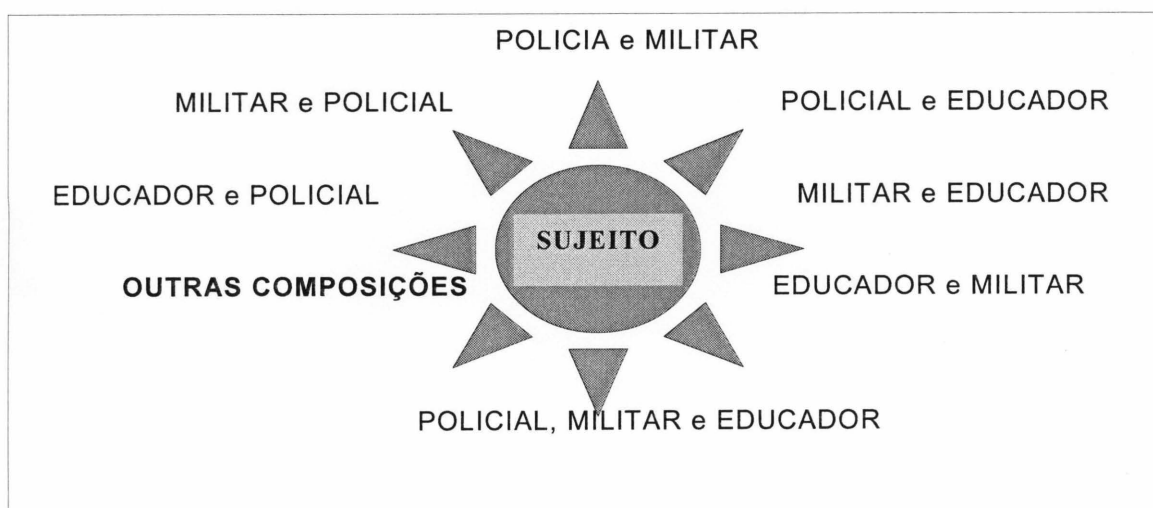 POLICIA e MILITAR
MILITAR e POLICIAL
POLICIAL e EDUCADOR
EDUCADOR e POLICIAL
MILITAR e EDUCADOR
SUJEITO
OUTRAS COMPOSIÇÕES
EDUCADOR e MILITAR
POLICIAL, MILITAR e EDUCADOR